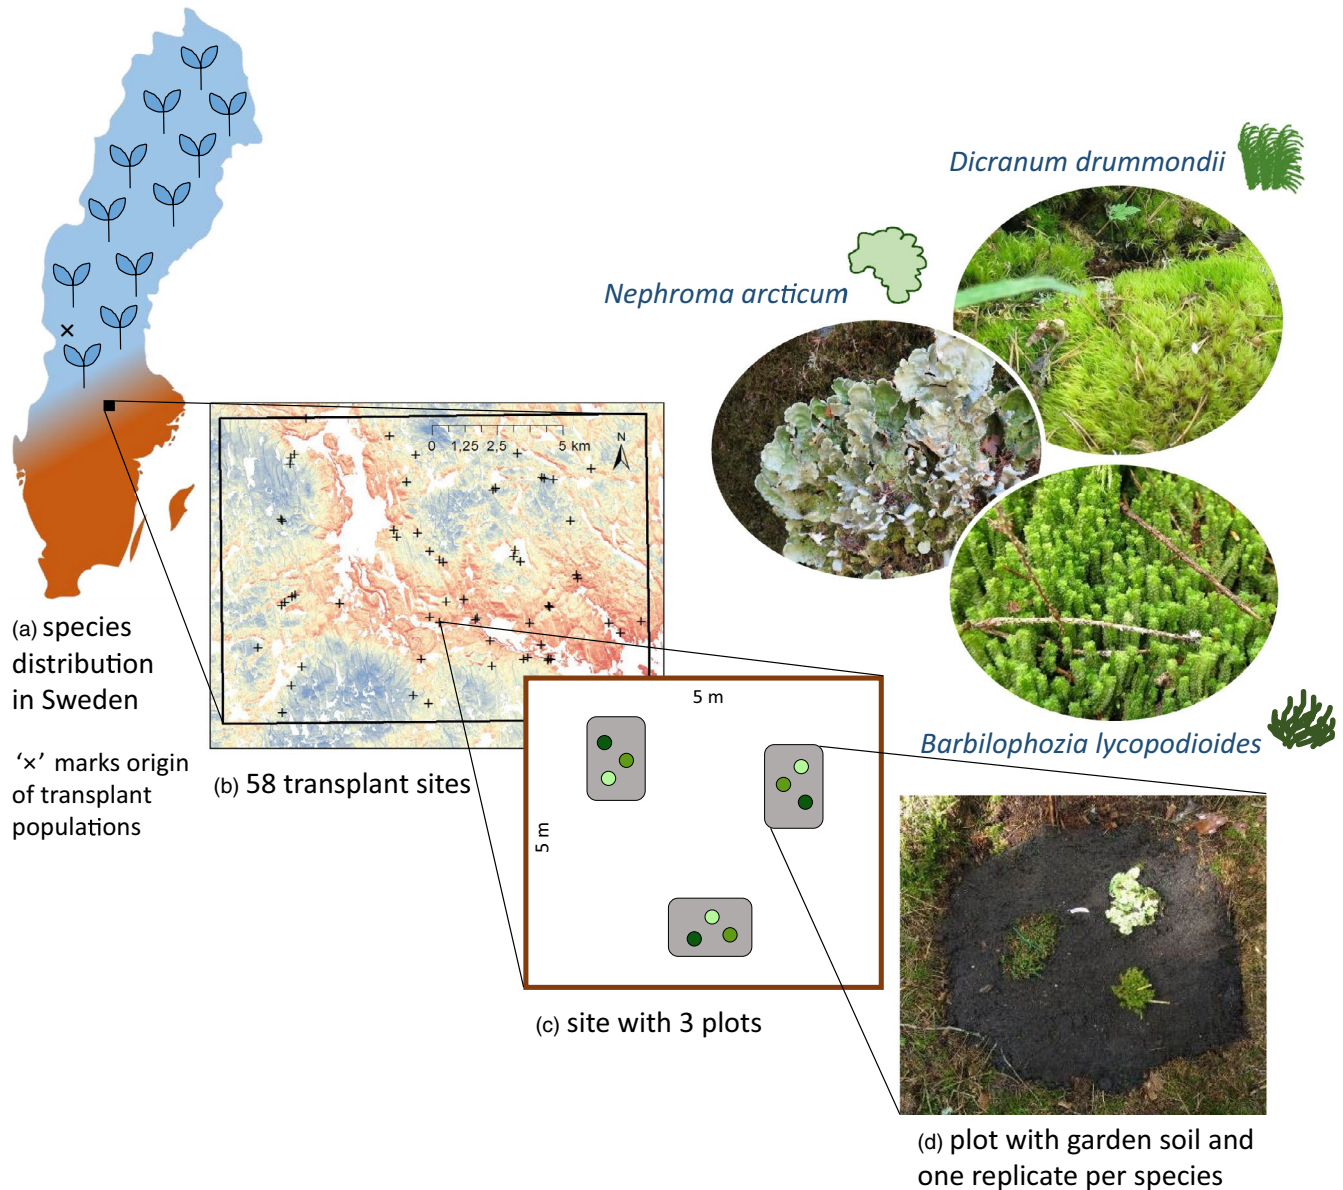 Dicranum drummondii
Nephroma arcticum
Barbilophozia lycopodioides
0 1,25 2,5 5 km
N
(a) species
distribution
in Sweden
‘×’ marks origin
of transplant
populations
(b) 58 transplant sites
5 m
5 m
(c) site with 3 plots
(d) plot with garden soil and
one replicate per species